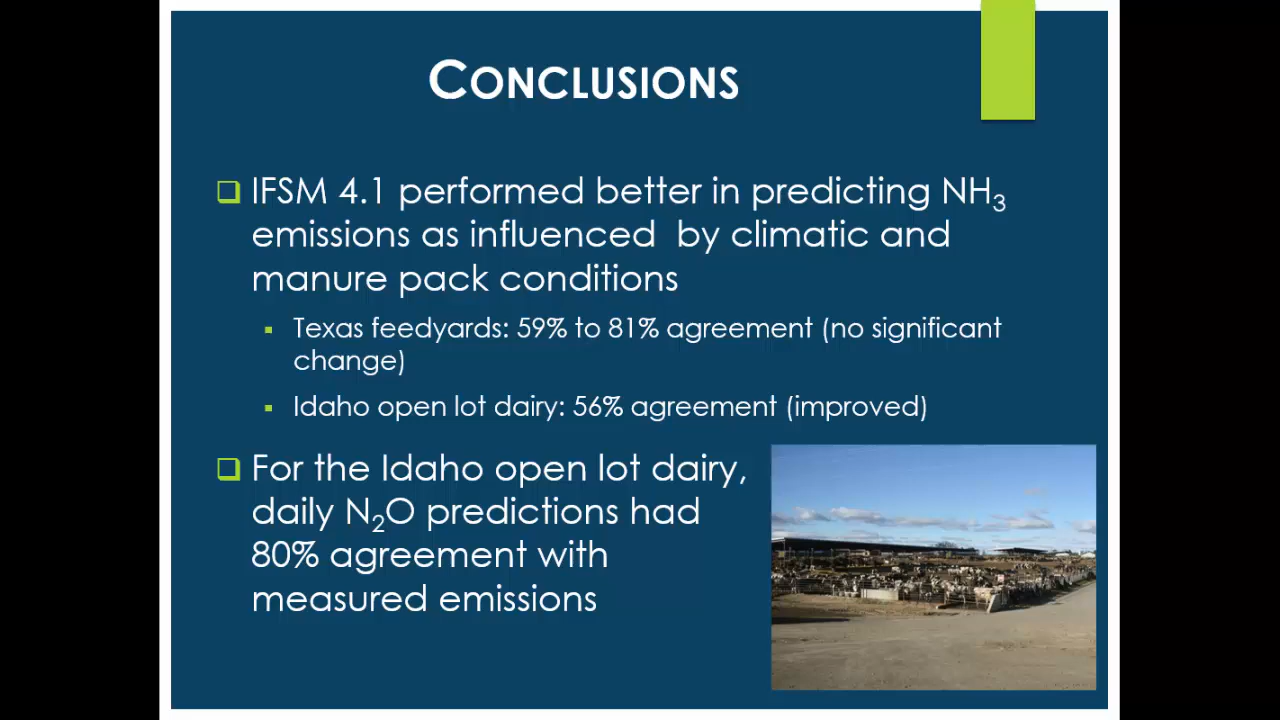 CONCLUSIONS
IFSM 4.1 performed better in predicting NH₃
emissions as influenced by climatic and
manure pack conditions
Texas feedyards: 59% to 81% agreement (no significant
change)
Idaho open lot dairy: 56% agreement (improved)
For the Idaho open lot dairy,
daily N₂O predictions had
80% agreement with
measured emissions